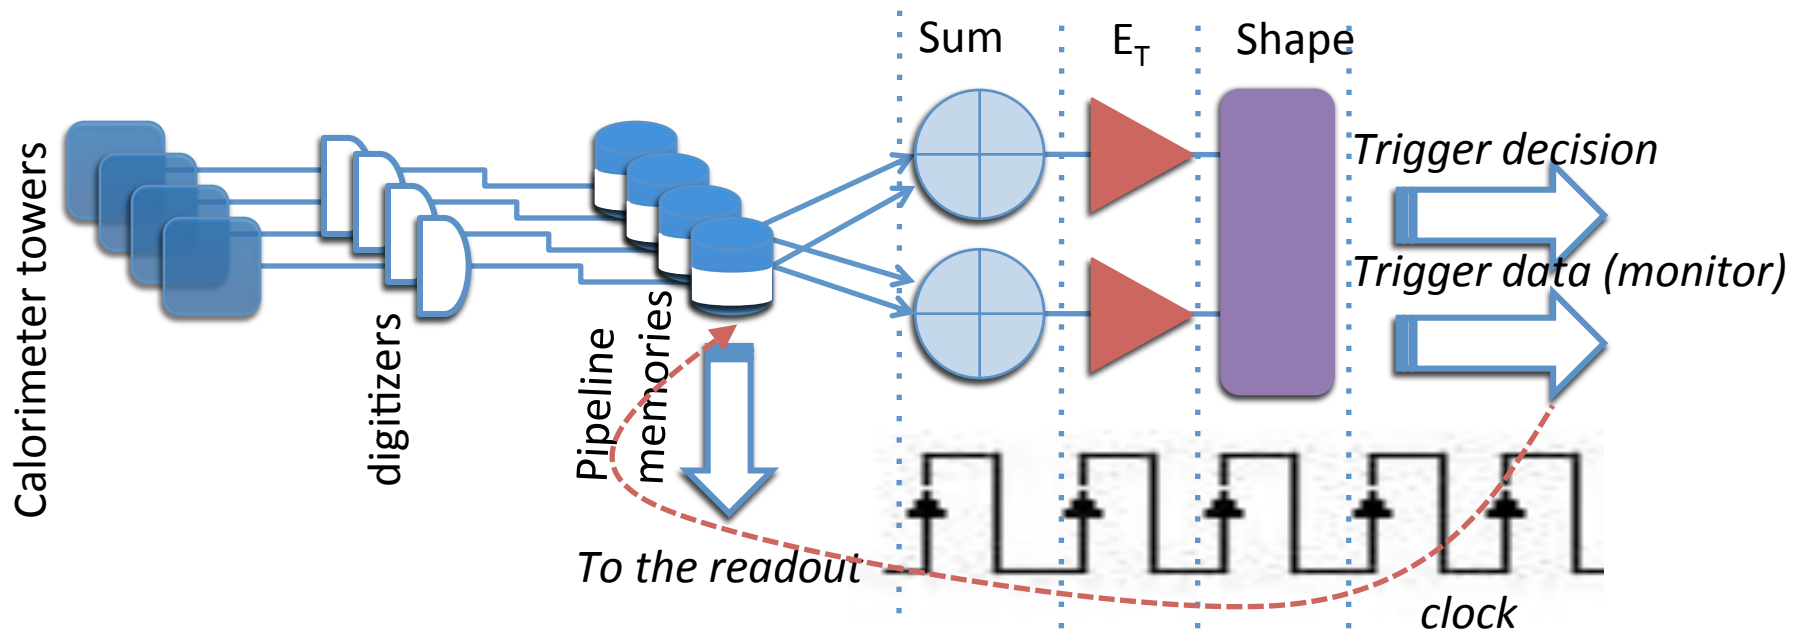 Sum
E_T
Shape
Calorimeter towers
digitizers
Pipeline
memories
Trigger decision
Trigger data (monitor)
To the readout
clock